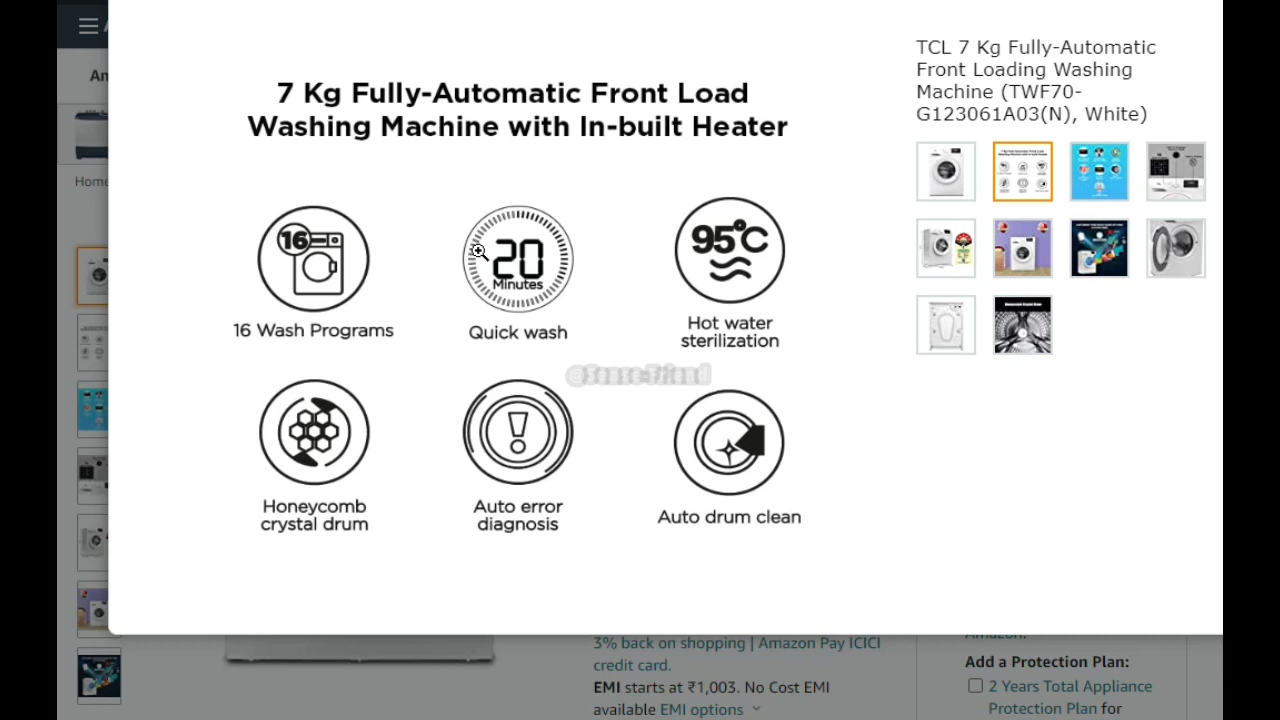 An
Home
7 Kg Fully-Automatic Front Load
Washing Machine with In-built Heater
16
16 Wash Programs
20
Minutes
Quick wash
95°C
Hot water
sterilization
@SenseFriend
Honeycomb
crystal drum
Auto error
diagnosis
Auto drum clean
TCL 7 Kg Fully-Automatic
Front Loading Washing
Machine (TWF70-
G123061A03(N), White)
3% back on shopping | Amazon Pay ICICI
credit card.
EMI starts at ₹1,003. No Cost EMI
available EMI options
Amazon.
Add a Protection Plan:
2 Years Total Appliance
Protection Plan for